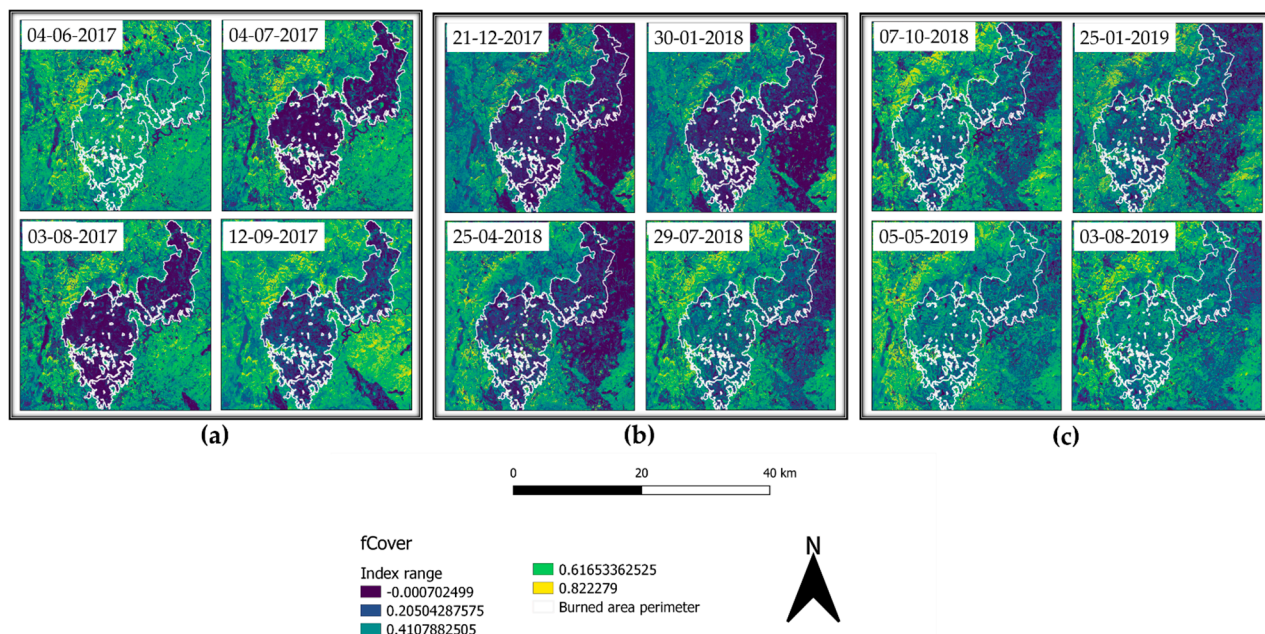 04-06-2017
04-07-2017
03-08-2017
12-09-2017
(a)
21-12-2017
30-01-2018
25-04-2018
29-07-2018
(b)
07-10-2018
25-01-2019
05-05-2019
03-08-2019
(c)
0 20 40 km
fCover
Index range
-0.000702499
0.20504287575
0.4107882505
0.61653362525
0.822279
Burned area perimeter
N